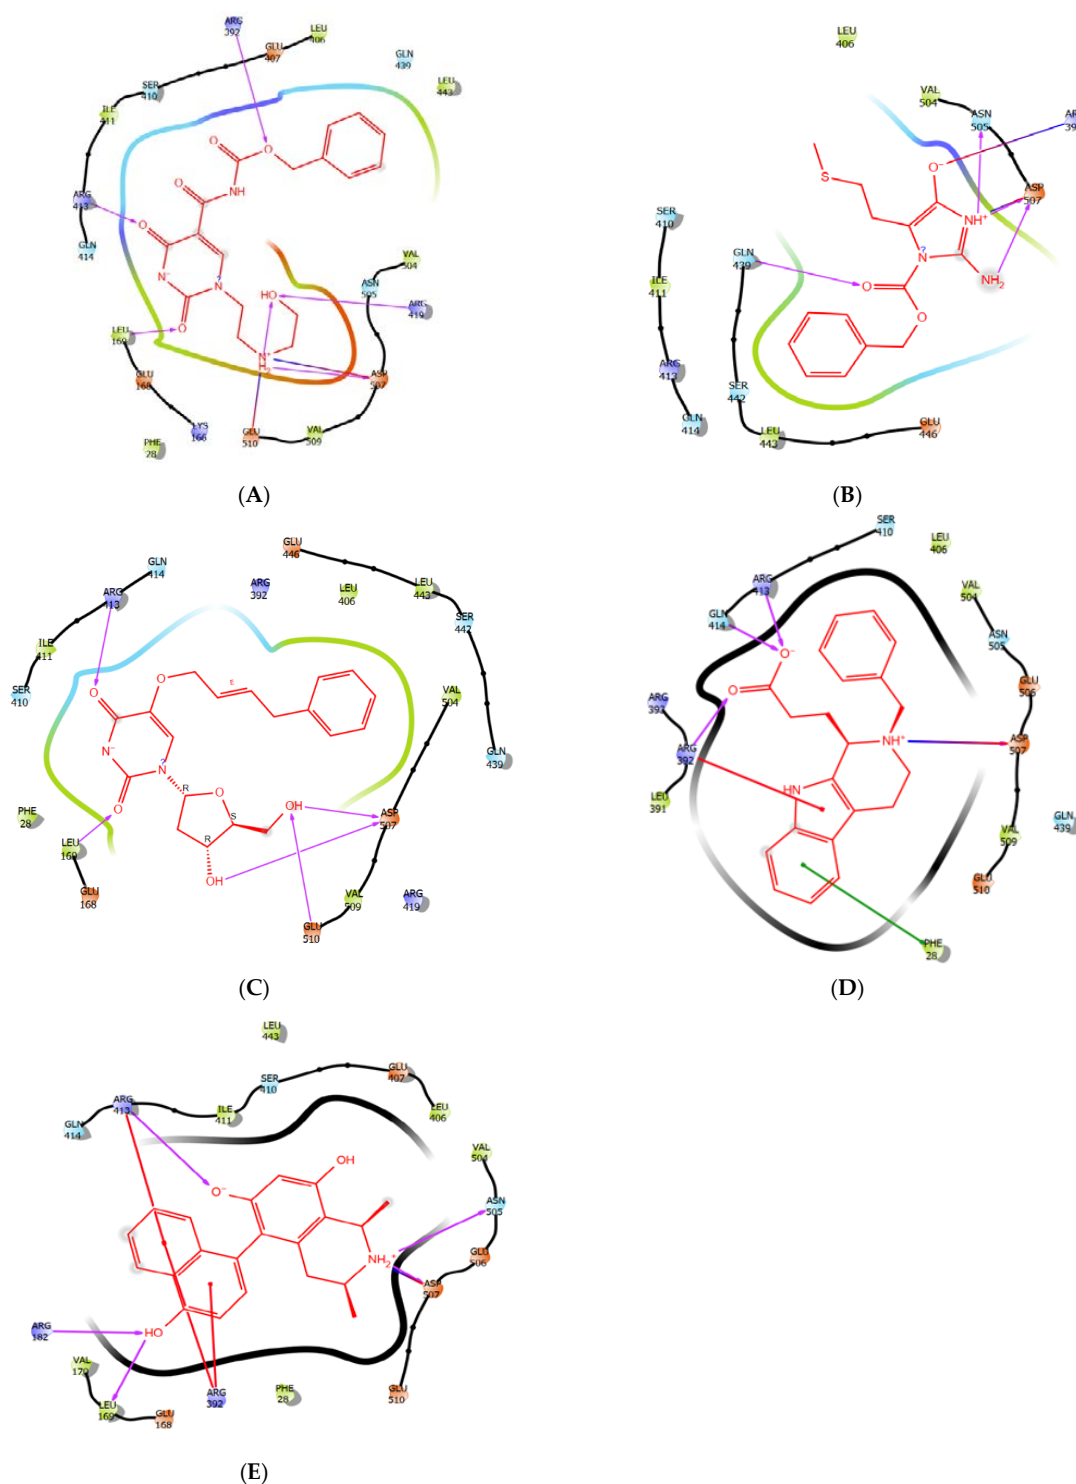 ARG
392
LEU
406
GLU
407
GLN
439
LEU
443
SER
410
ILE
411
ARG
413
GLN
414
O
O
NH
O
O
N⁻
N
?
O
HO
N⁺
H₂
VAL
504
ASN
505
ARG
419
LEU
169
GLU
168
LYS
166
PHE
28
GLU
510
VAL
509
ASP
507
(A)
LEU
406
VAL
504
ASN
505
AR
39
ASP
507
O⁻
S
NH⁺
N
?
NH₂
O
O
SER
410
GLN
439
ILE
411
ARG
413
GLN
414
SER
442
LEU
443
GLU
446
(B)
GLN
414
ARG
413
ILE
411
SER
410
GLU
446
ARG
392
LEU
406
LEU
443
SER
442
VAL
504
GLN
439
O
O
E
N⁻
N
?
O
R
O
S
R
OH
OH
PHE
28
LEU
169
GLU
168
ASP
507
VAL
509
ARG
419
GLU
510
(C)
SER
410
LEU
406
ARG
413
GLN
414
VAL
504
ASN
505
GLU
506
ASP
507
ARG
393
ARG
392
LEU
391
O⁻
O
NH⁺
HN
GLN
439
VAL
509
GLU
510
PHE
28
(D)
LEU
443
GLU
407
SER
410
ARG
413
ILE
411
GLN
414
LEU
406
VAL
504
ASN
505
GLU
506
ASP
507
OH
O⁻
NH₂⁺
HO
ARG
182
VAL
170
LEU
169
GLU
168
ARG
392
PHE
28
GLU
510
(E)